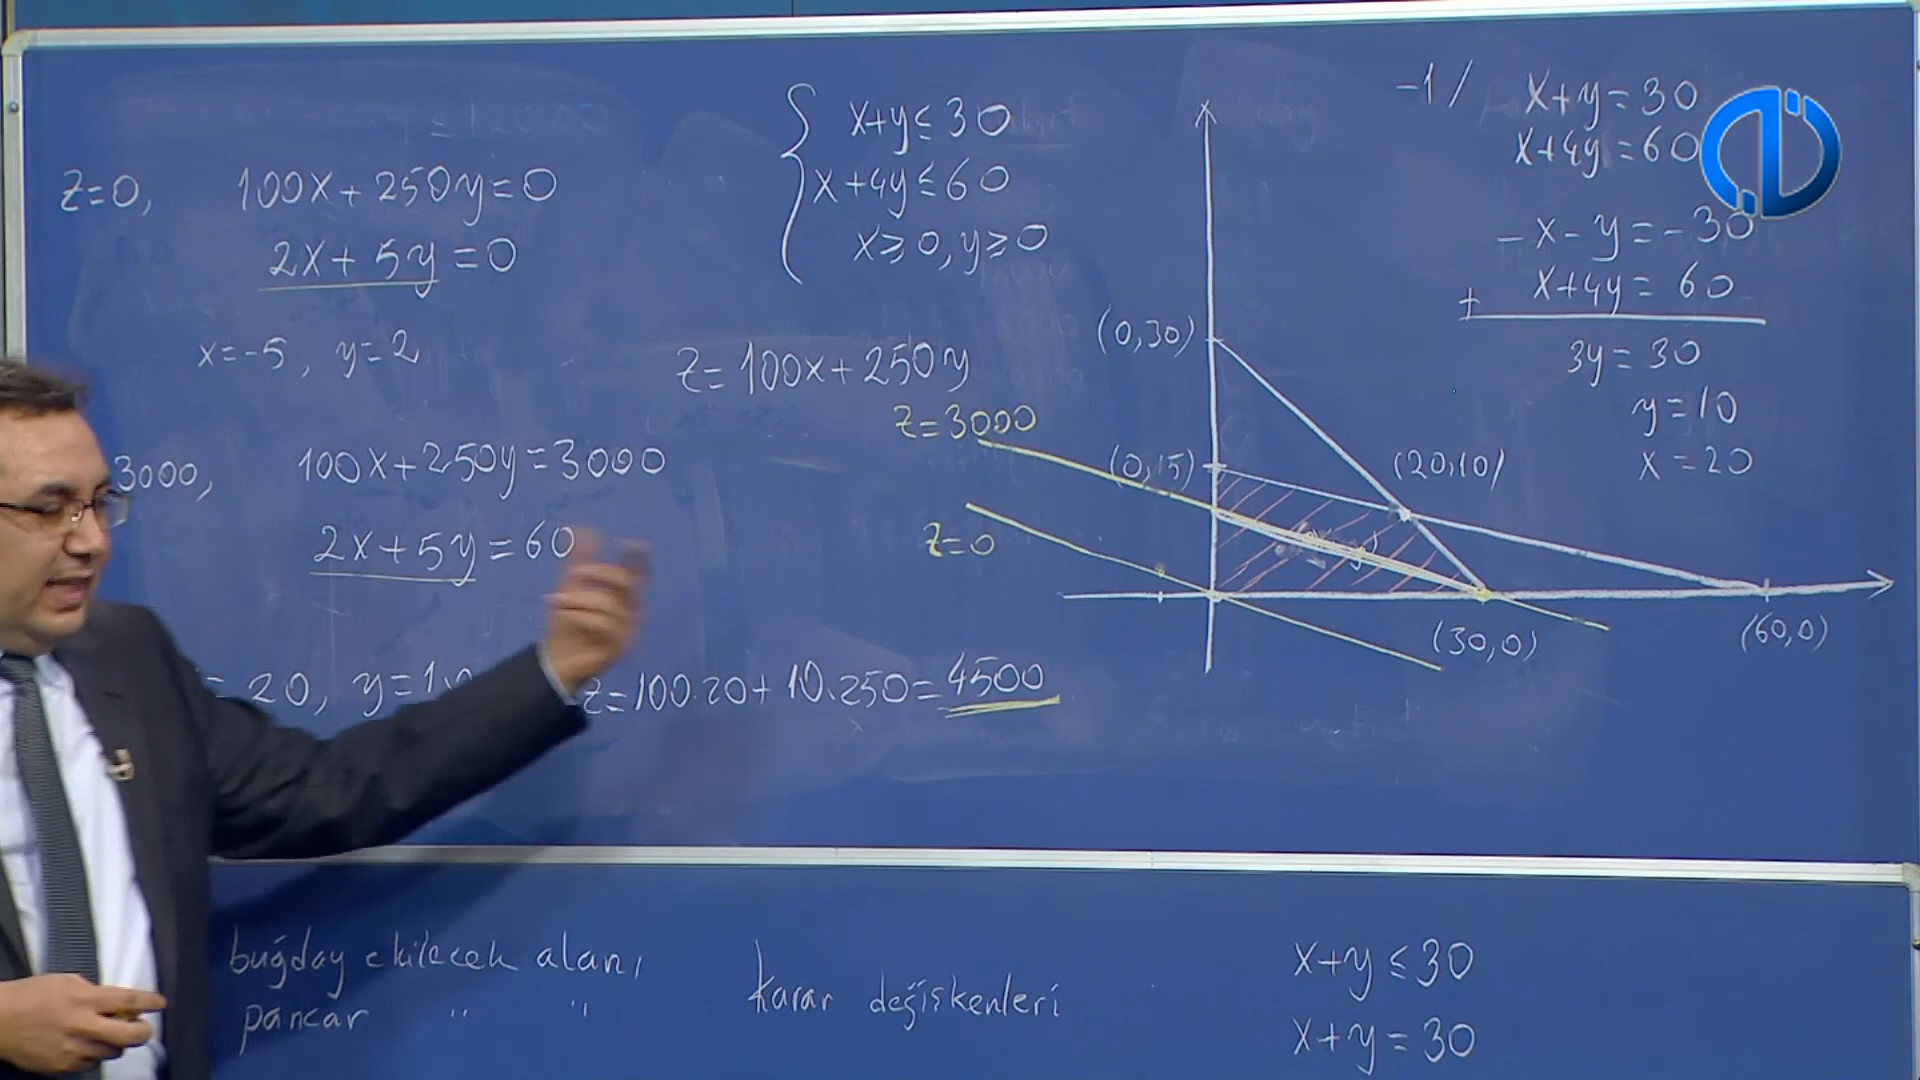 z=0, 100x+250y=0
2x+5y=0
x=-5, y=2
3000, 100x+250y=3000
2x+5y=60
20, y=10 z=100.20+10.250=4500
x+y≤30
x+4y≤60
x≥0, y≥0
z=100x+250y
z=3000
z=0
(0,30)
(0,15)
(20,10)
(30,0)
(60,0)
-1/ x+y=30
x+4y=60
-x-y=-30
+ x+4y=60
3y=30
y=10
x=20
buğday ekilecek alanı
pancar " "
Karar değişkenleri
x+y≤30
x+y=30